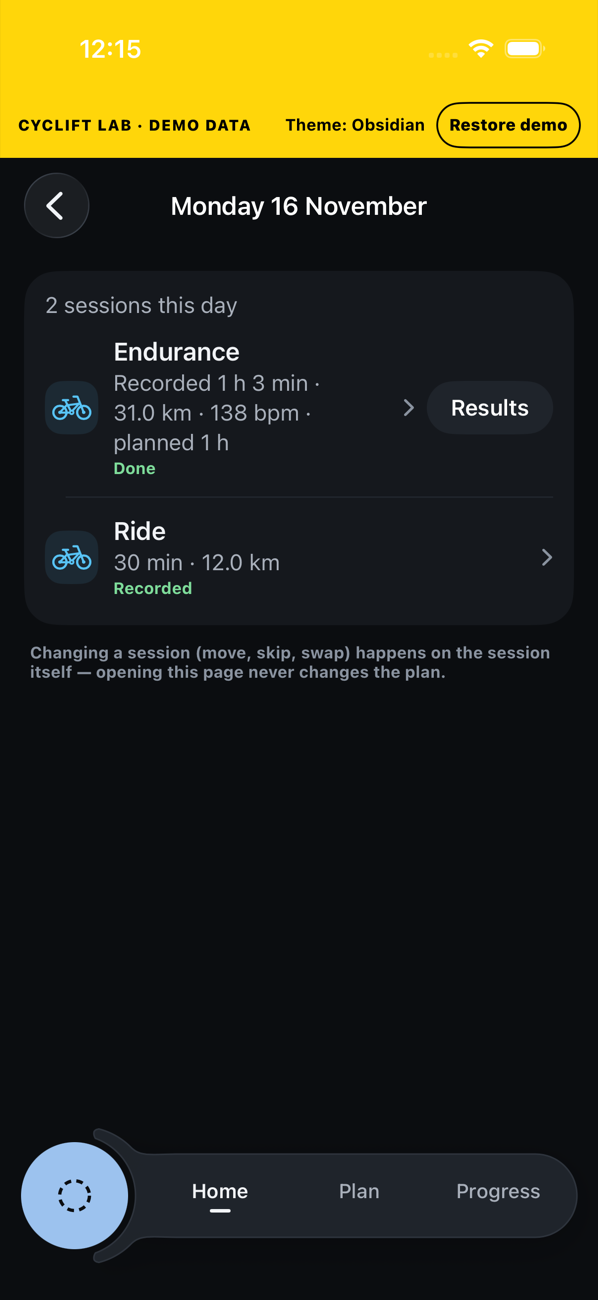 12:15
CYCLIFT LAB · DEMO DATA
Theme: Obsidian
Restore demo
Monday 16 November
2 sessions this day
Endurance
Recorded 1 h 3 min ·
31.0 km · 138 bpm ·
planned 1 h
Done
Results
Ride
30 min · 12.0 km
Recorded
Changing a session (move, skip, swap) happens on the session
itself — opening this page never changes the plan.
Home
Plan
Progress